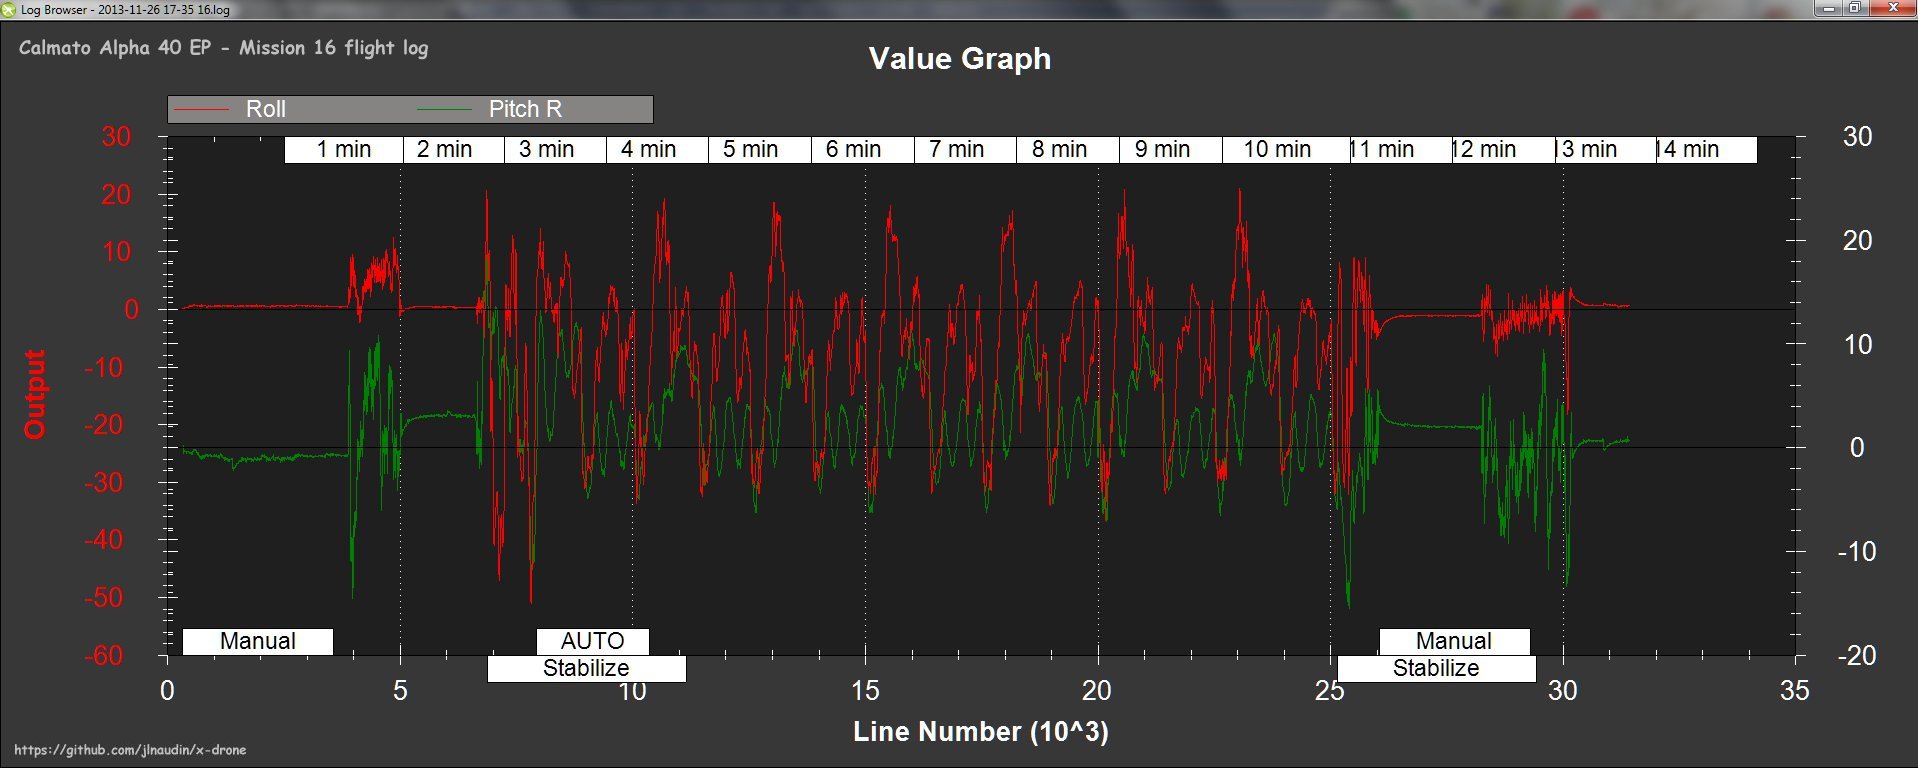 Log Browser - 2013-11-26 17-35 16.log
Calmato Alpha 40 EP - Mission 16 flight log
Value Graph
Roll Pitch R
30 1 min 2 min 3 min 4 min 5 min 6 min 7 min 8 min 9 min 10 min 11 min 12 min 13 min 14 min 30
20
20
10
10
0
-10
-20
-30
-40
-50
-60
Output
10
0
-10
-20
Manual AUTO Manual
Stabilize Stabilize
0 5 10 15 20 25 30 35
Line Number (10^3)
https://github.com/jlnaudin/x-drone